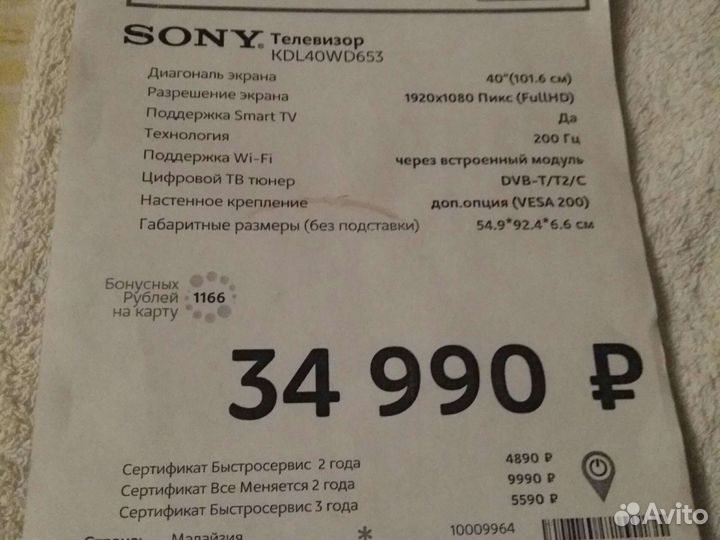 SONY. Телевизор
KDL40WD653
Диагональ экрана 40"(101.6 см)
Разрешение экрана 1920x1080 Пикс (FullHD)
Поддержка Smart TV Да
Технология 200 Гц
Поддержка Wi-Fi через встроенный модуль
Цифровой ТВ тюнер DVB-T/T2/C
Настенное крепление доп.опция (VESA 200)
Габаритные размеры (без подставки) 54.9*92.4*6.6 см
Бонусных
Рублей 1166
на карту
34 990 ₽
Сертификат Быстросервис 2 года 4890 ₽
Сертификат Все Меняется 2 года 9990 ₽
Сертификат Быстросервис 3 года 5590 ₽
Страна: Малайзия * 10009964
Avito